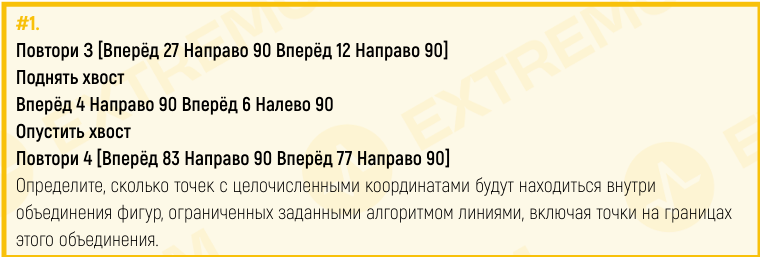 #1.
Повтори 3 [Вперёд 27 Направо 90 Вперёд 12 Направо 90]
Поднять хвост
Вперёд 4 Направо 90 Вперёд 6 Налево 90
Опустить хвост
Повтори 4 [Вперёд 83 Направо 90 Вперёд 77 Направо 90]
Определите, сколько точек с целочисленными координатами будут находиться внутри
объединения фигур, ограниченных заданными алгоритмом линиями, включая точки на границах
этого объединения.